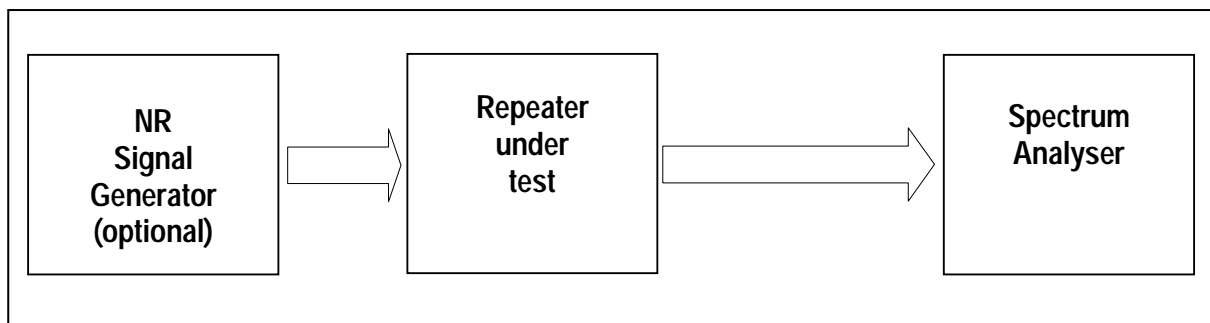 NR
Signal
Generator
(optional)
Repeater
under
test
Spectrum
Analyser